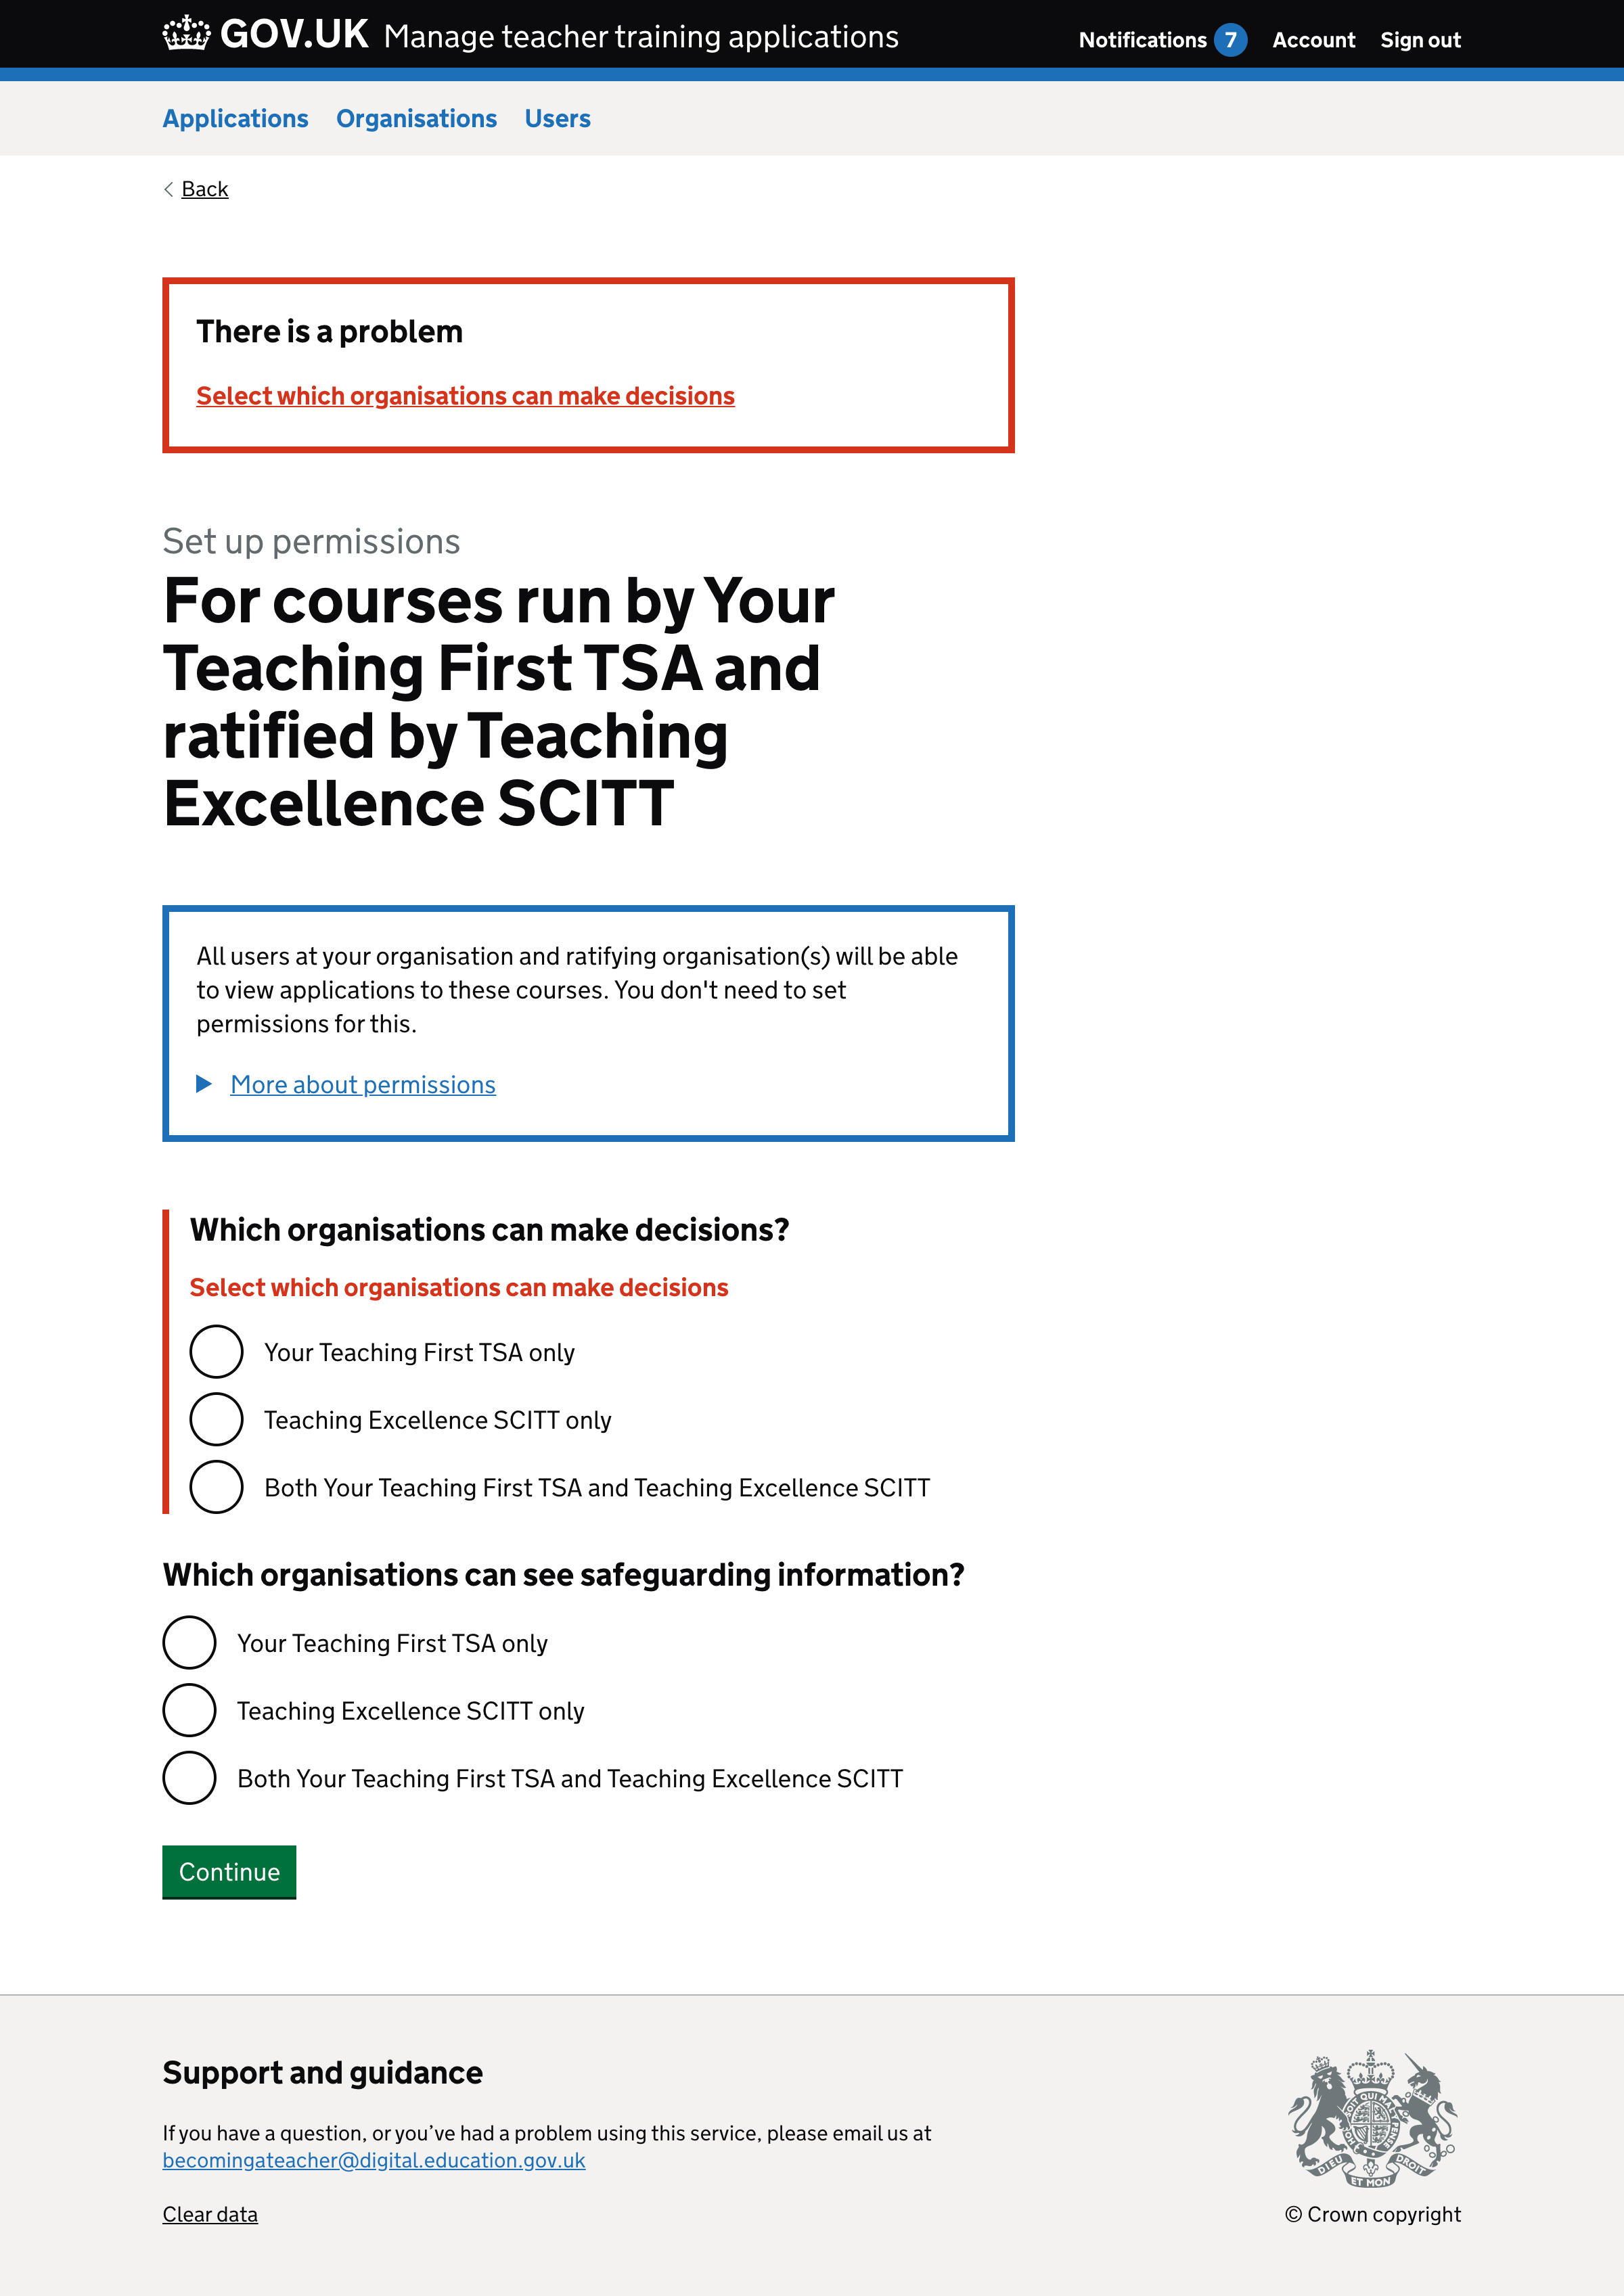 GOV.UK Manage teacher training applications
Notifications 7 Account Sign out
Applications Organisations Users
Back
There is a problem
Select which organisations can make decisions
Set up permissions
For courses run by Your
Teaching First TSA and
ratified by Teaching
Excellence SCITT
All users at your organisation and ratifying organisation(s) will be able
to view applications to these courses. You don't need to set
permissions for this.
More about permissions
Which organisations can make decisions?
Select which organisations can make decisions
Your Teaching First TSA only
Teaching Excellence SCITT only
Both Your Teaching First TSA and Teaching Excellence SCITT
Which organisations can see safeguarding information?
Your Teaching First TSA only
Teaching Excellence SCITT only
Both Your Teaching First TSA and Teaching Excellence SCITT
Continue
Support and guidance
If you have a question, or you’ve had a problem using this service, please email us at
becomingateacher@digital.education.gov.uk
Clear data
DIEU ET MON DROIT
© Crown copyright